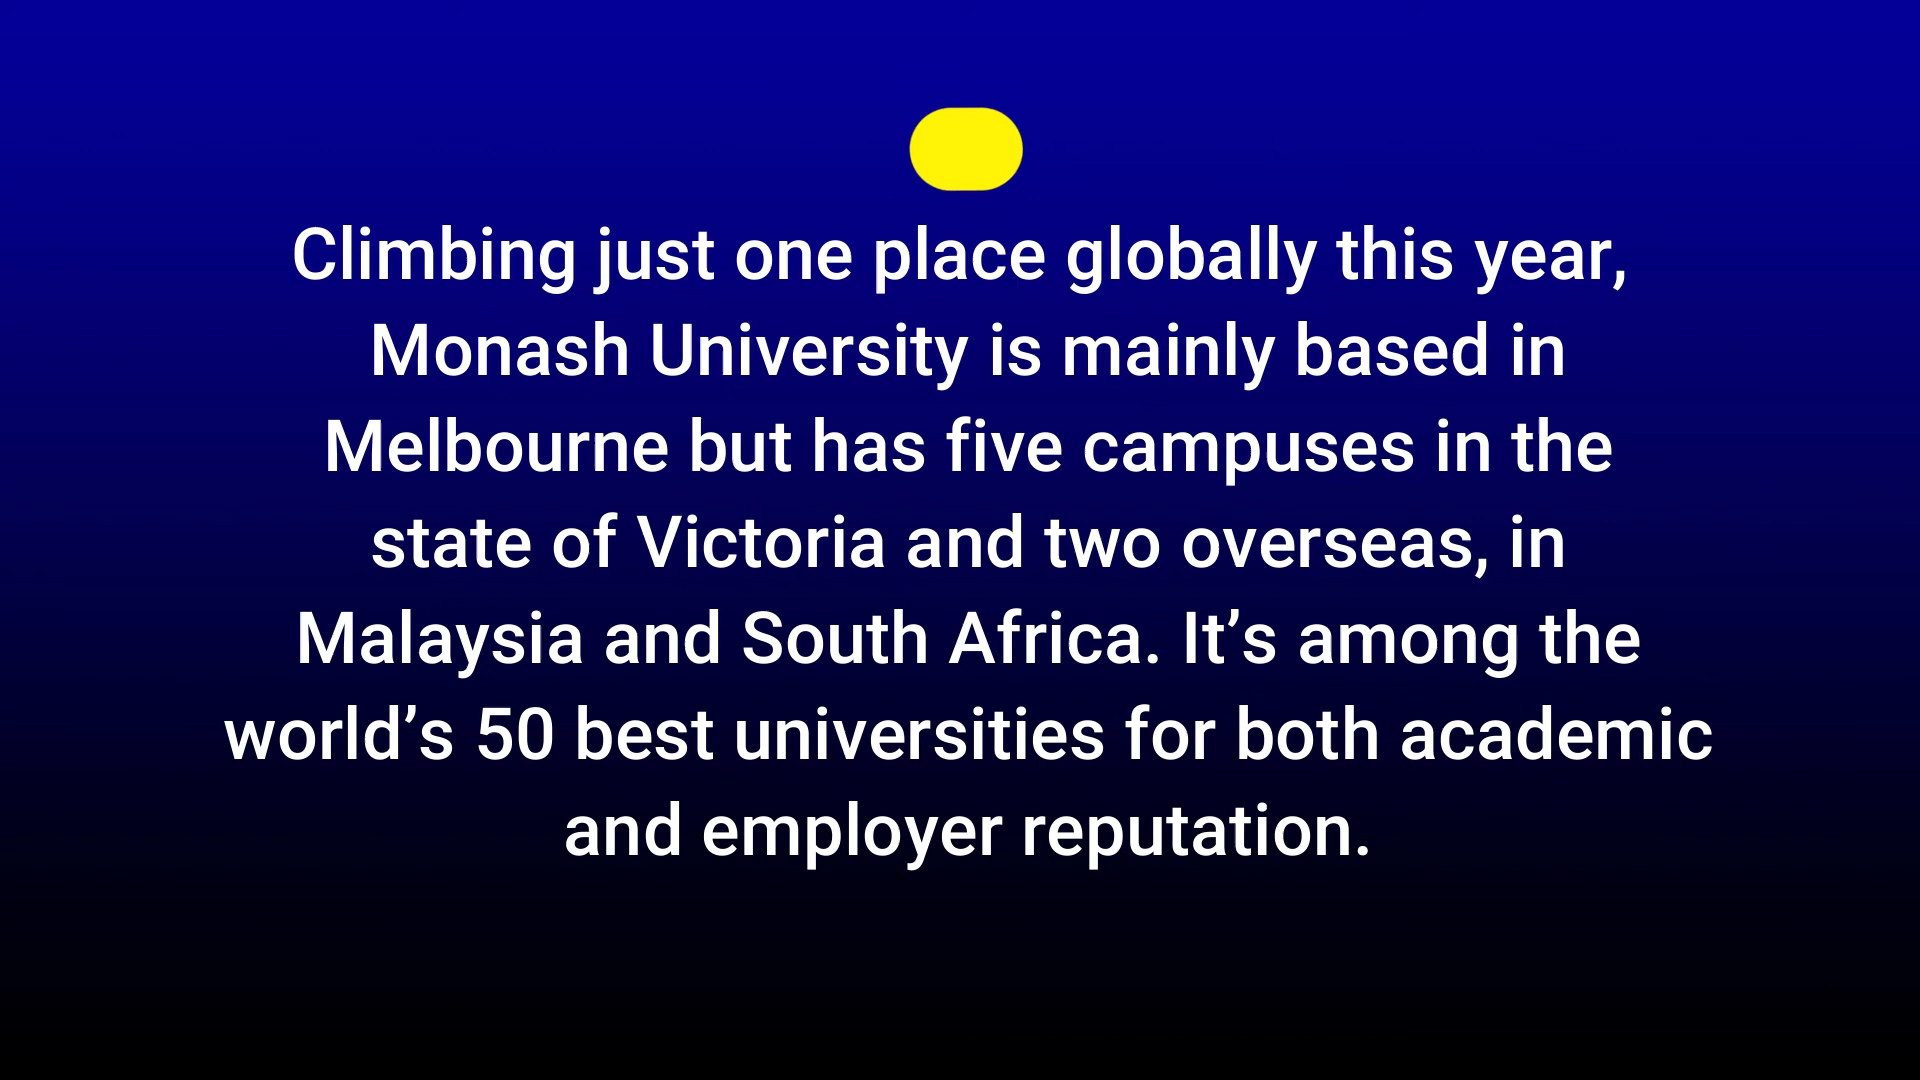 Climbing just one place globally this year,
Monash University is mainly based in
Melbourne but has five campuses in the
state of Victoria and two overseas, in
Malaysia and South Africa. It’s among the
world’s 50 best universities for both academic
and employer reputation.